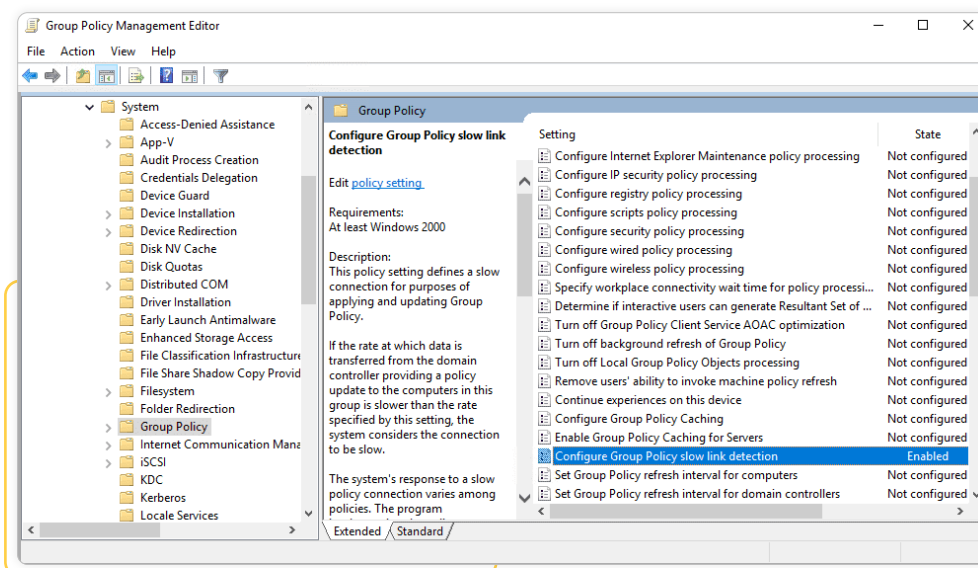 Group Policy Management Editor
File Action View Help
System
Access-Denied Assistance
App-V
Audit Process Creation
Credentials Delegation
Device Guard
Device Installation
Device Redirection
Disk NV Cache
Disk Quotas
Distributed COM
Driver Installation
Early Launch Antimalware
Enhanced Storage Access
File Classification Infrastructure
File Share Shadow Copy Provid
Filesystem
Folder Redirection
Group Policy
Internet Communication Mana
iSCSI
KDC
Kerberos
Locale Services
Group Policy
Configure Group Policy slow link
detection
Edit policy setting
Requirements:
At least Windows 2000
Description:
This policy setting defines a slow
connection for purposes of
applying and updating Group
Policy.
If the rate at which data is
transferred from the domain
controller providing a policy
update to the computers in this
group is slower than the rate
specified by this setting, the
system considers the connection
to be slow.
The system's response to a slow
policy connection varies among
policies. The program
Setting State
Configure Internet Explorer Maintenance policy processing Not configured
Configure IP security policy processing Not configured
Configure registry policy processing Not configured
Configure scripts policy processing Not configured
Configure security policy processing Not configured
Configure wired policy processing Not configured
Configure wireless policy processing Not configured
Specify workplace connectivity wait time for policy processi... Not configured
Determine if interactive users can generate Resultant Set of ... Not configured
Turn off Group Policy Client Service AOAC optimization Not configured
Turn off background refresh of Group Policy Not configured
Turn off Local Group Policy Objects processing Not configured
Remove users' ability to invoke machine policy refresh Not configured
Continue experiences on this device Not configured
Configure Group Policy Caching Not configured
Enable Group Policy Caching for Servers Not configured
Configure Group Policy slow link detection Enabled
Set Group Policy refresh interval for computers Not configured
Set Group Policy refresh interval for domain controllers Not configured
Extended Standard